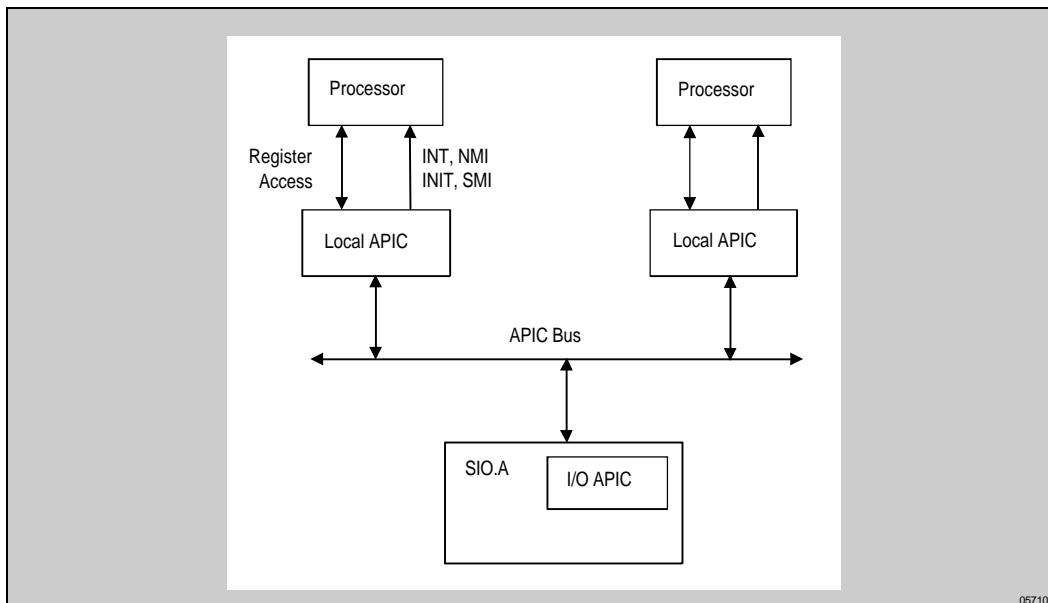 Processor
Processor
Register
Access
INT, NMI
INIT, SMI
Local APIC
Local APIC
APIC Bus
SIO.A
I/O APIC
05710